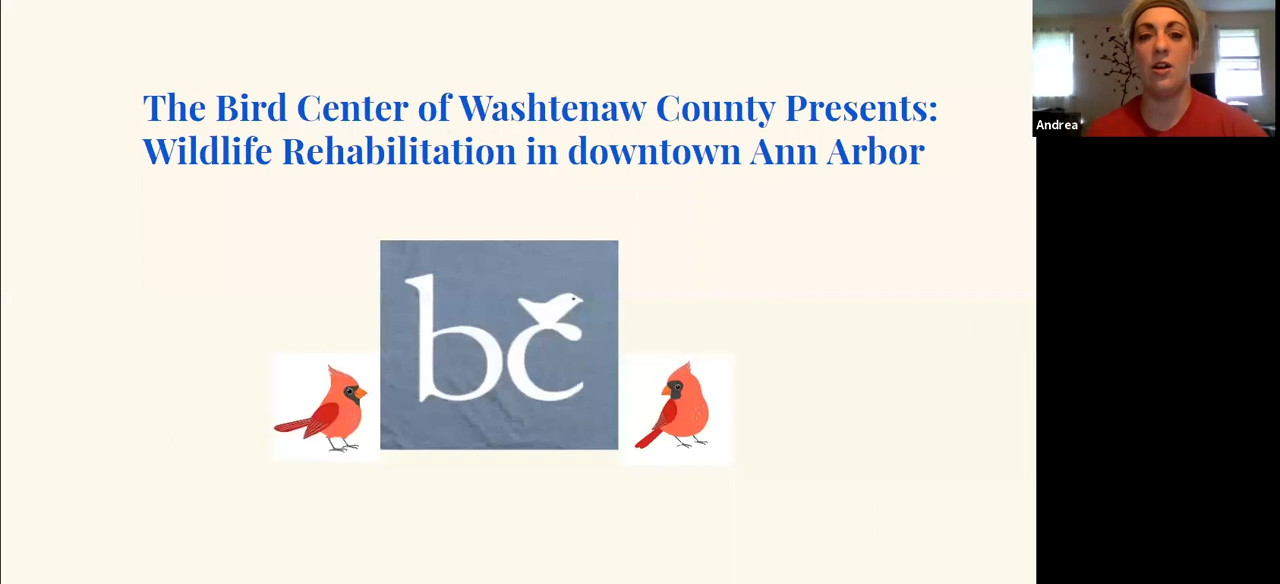 The Bird Center of Washtenaw County Presents:
Wildlife Rehabilitation in downtown Ann Arbor
bc
Andrea